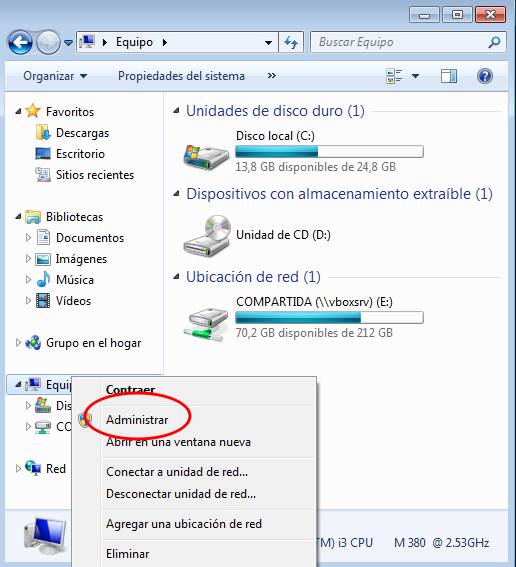 Equipo
Buscar Equipo
Organizar
Propiedades del sistema
»
Favoritos
Descargas
Escritorio
Sitios recientes
Bibliotecas
Documentos
Imágenes
Música
Vídeos
Grupo en el hogar
Equip
Dis
CO
Red
Unidades de disco duro (1)
Disco local (C:)
13,8 GB disponibles de 24,8 GB
Dispositivos con almacenamiento extraíble (1)
Unidad de CD (D:)
Ubicación de red (1)
COMPARTIDA (\\vboxsrv) (E:)
70,2 GB disponibles de 212 GB
Contraer
Administrar
Abrir en una ventana nueva
Conectar a unidad de red...
Desconectar unidad de red...
Agregar una ubicación de red
Eliminar
TM) i3 CPU M 380 @ 2.53GHz